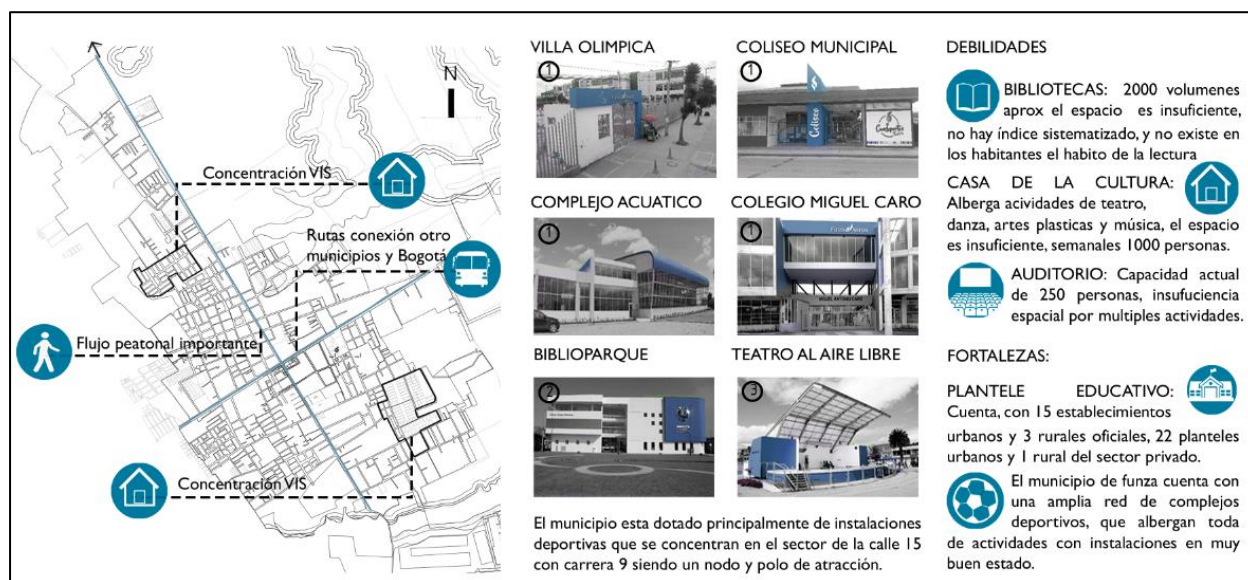 N
Concentración VIS
Rutas conexión otro
municipios y Bogotá
Flujo peatonal importante
Concentración VIS
VILLA OLIMPICA
1
COLISEO MUNICIPAL
1
Coliseo
COMPLEJO ACUATICO
1
COLEGIO MIGUEL CARO
1
MIGUEL ANTONIO CARO
BIBLIOPARQUE
2
TEATRO AL AIRE LIBRE
3
El municipio esta dotado principalmente de instalaciones
deportivas que se concentran en el sector de la calle 15
con carrera 9 siendo un nodo y polo de atracción.
DEBILIDADES
BIBLIOTECAS: 2000 volumenes
aprox el espacio es insuficiente,
no hay índice sistematizado, y no existe en
los habitantes el habito de la lectura
CASA DE LA CULTURA:
Alberga acividades de teatro,
danza, artes plasticas y música, el espacio
es insuficiente, semanales 1000 personas.
AUDITORIO: Capacidad actual
de 250 personas, insufuciencia
espacial por multiples actividades.
FORTALEZAS:
PLANTELE EDUCATIVO:
Cuenta, con 15 establecimientos
urbanos y 3 rurales oficiales, 22 planteles
urbanos y 1 rural del sector privado.
El municipio de funza cuenta con
una amplia red de complejos
deportivos, que albergan toda
de actividades con instalaciones en muy
buen estado.